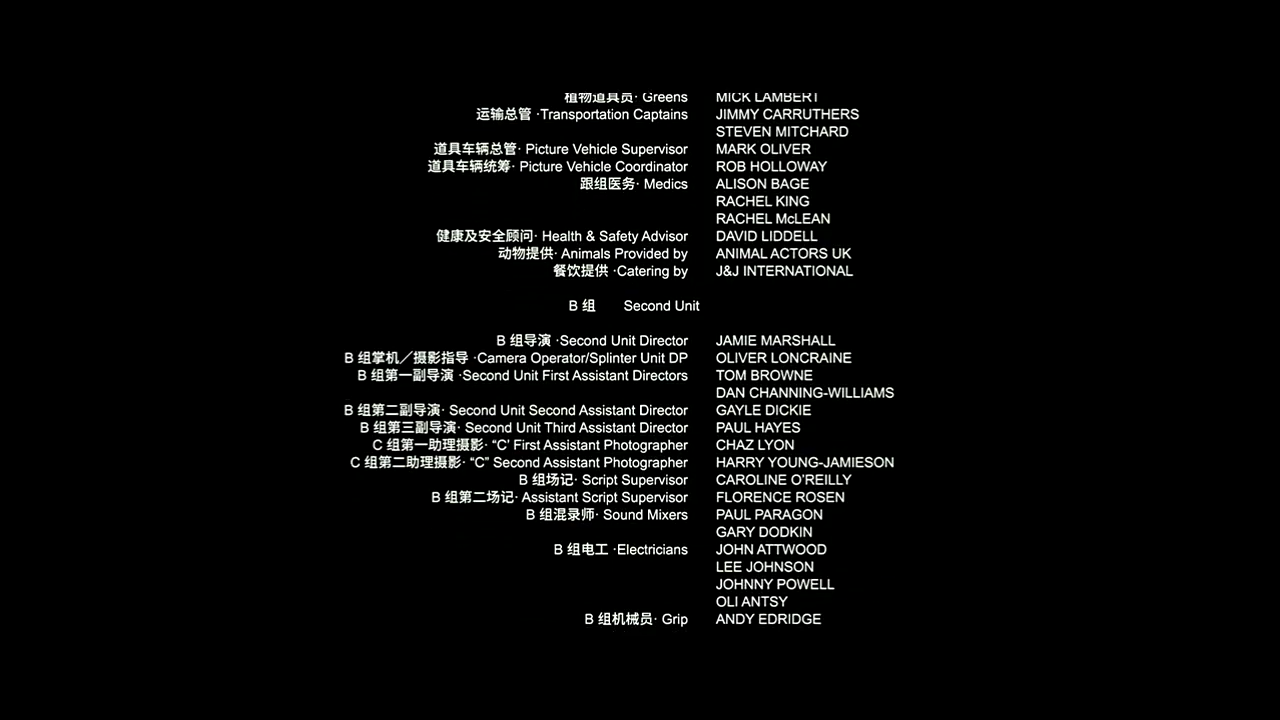 植物道具员· Greens MICK LAMBERT
运输总管 ·Transportation Captains JIMMY CARRUTHERS
STEVEN MITCHARD
道具车辆总管· Picture Vehicle Supervisor MARK OLIVER
道具车辆统筹· Picture Vehicle Coordinator ROB HOLLOWAY
跟组医务· Medics ALISON BAGE
RACHEL KING
RACHEL McLEAN
健康及安全顾问· Health & Safety Advisor DAVID LIDDELL
动物提供· Animals Provided by ANIMAL ACTORS UK
餐饮提供 ·Catering by J&J INTERNATIONAL
B 组 Second Unit
B 组导演 ·Second Unit Director JAMIE MARSHALL
B 组掌机／摄影指导 ·Camera Operator/Splinter Unit DP OLIVER LONCRAINE
B 组第一副导演 ·Second Unit First Assistant Directors TOM BROWNE
DAN CHANNING-WILLIAMS
B 组第二副导演· Second Unit Second Assistant Director GAYLE DICKIE
B 组第三副导演· Second Unit Third Assistant Director PAUL HAYES
C 组第一助理摄影· “C’ First Assistant Photographer CHAZ LYON
C 组第二助理摄影· “C” Second Assistant Photographer HARRY YOUNG-JAMIESON
B 组场记· Script Supervisor CAROLINE O'REILLY
B 组第二场记· Assistant Script Supervisor FLORENCE ROSEN
B 组混录师· Sound Mixers PAUL PARAGON
GARY DODKIN
B 组电工 ·Electricians JOHN ATTWOOD
LEE JOHNSON
JOHNNY POWELL
OLI ANTSY
B 组机械员· Grip ANDY EDRIDGE